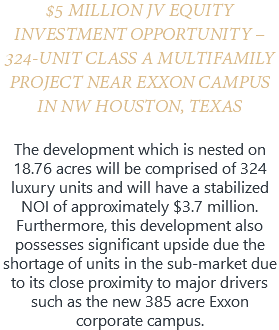 $5 MILLION JV EQUITY
INVESTMENT OPPORTUNITY –
324-UNIT CLASS A MULTIFAMILY
PROJECT NEAR EXXON CAMPUS
IN NW HOUSTON, TEXAS
The development which is nested on
18.76 acres will be comprised of 324
luxury units and will have a stabilized
NOI of approximately $3.7 million.
Furthermore, this development also
possesses significant upside due the
shortage of units in the sub-market due
to its close proximity to major drivers
such as the new 385 acre Exxon
corporate campus.